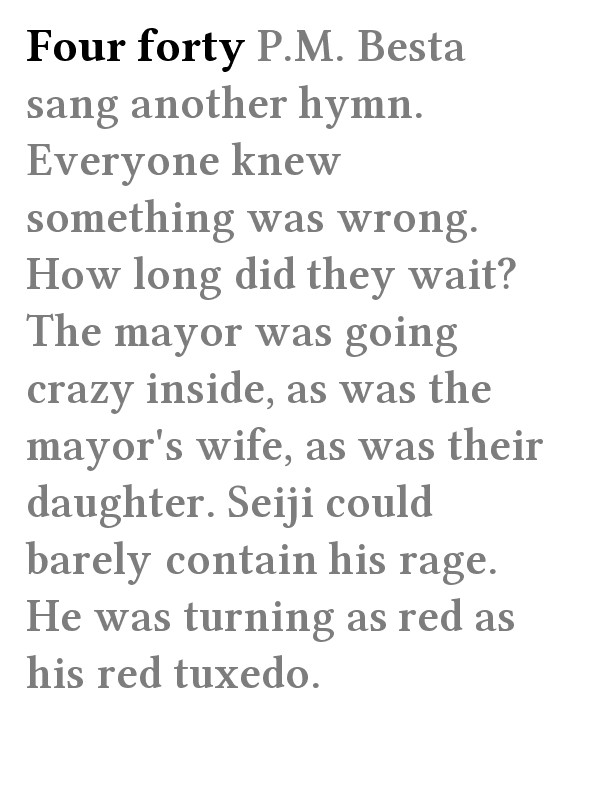 Four forty P.M. Besta
sang another hymn.
Everyone knew
something was wrong.
How long did they wait?
The mayor was going
crazy inside, as was the
mayor's wife, as was their
daughter. Seiji could
barely contain his rage.
He was turning as red as
his red tuxedo.